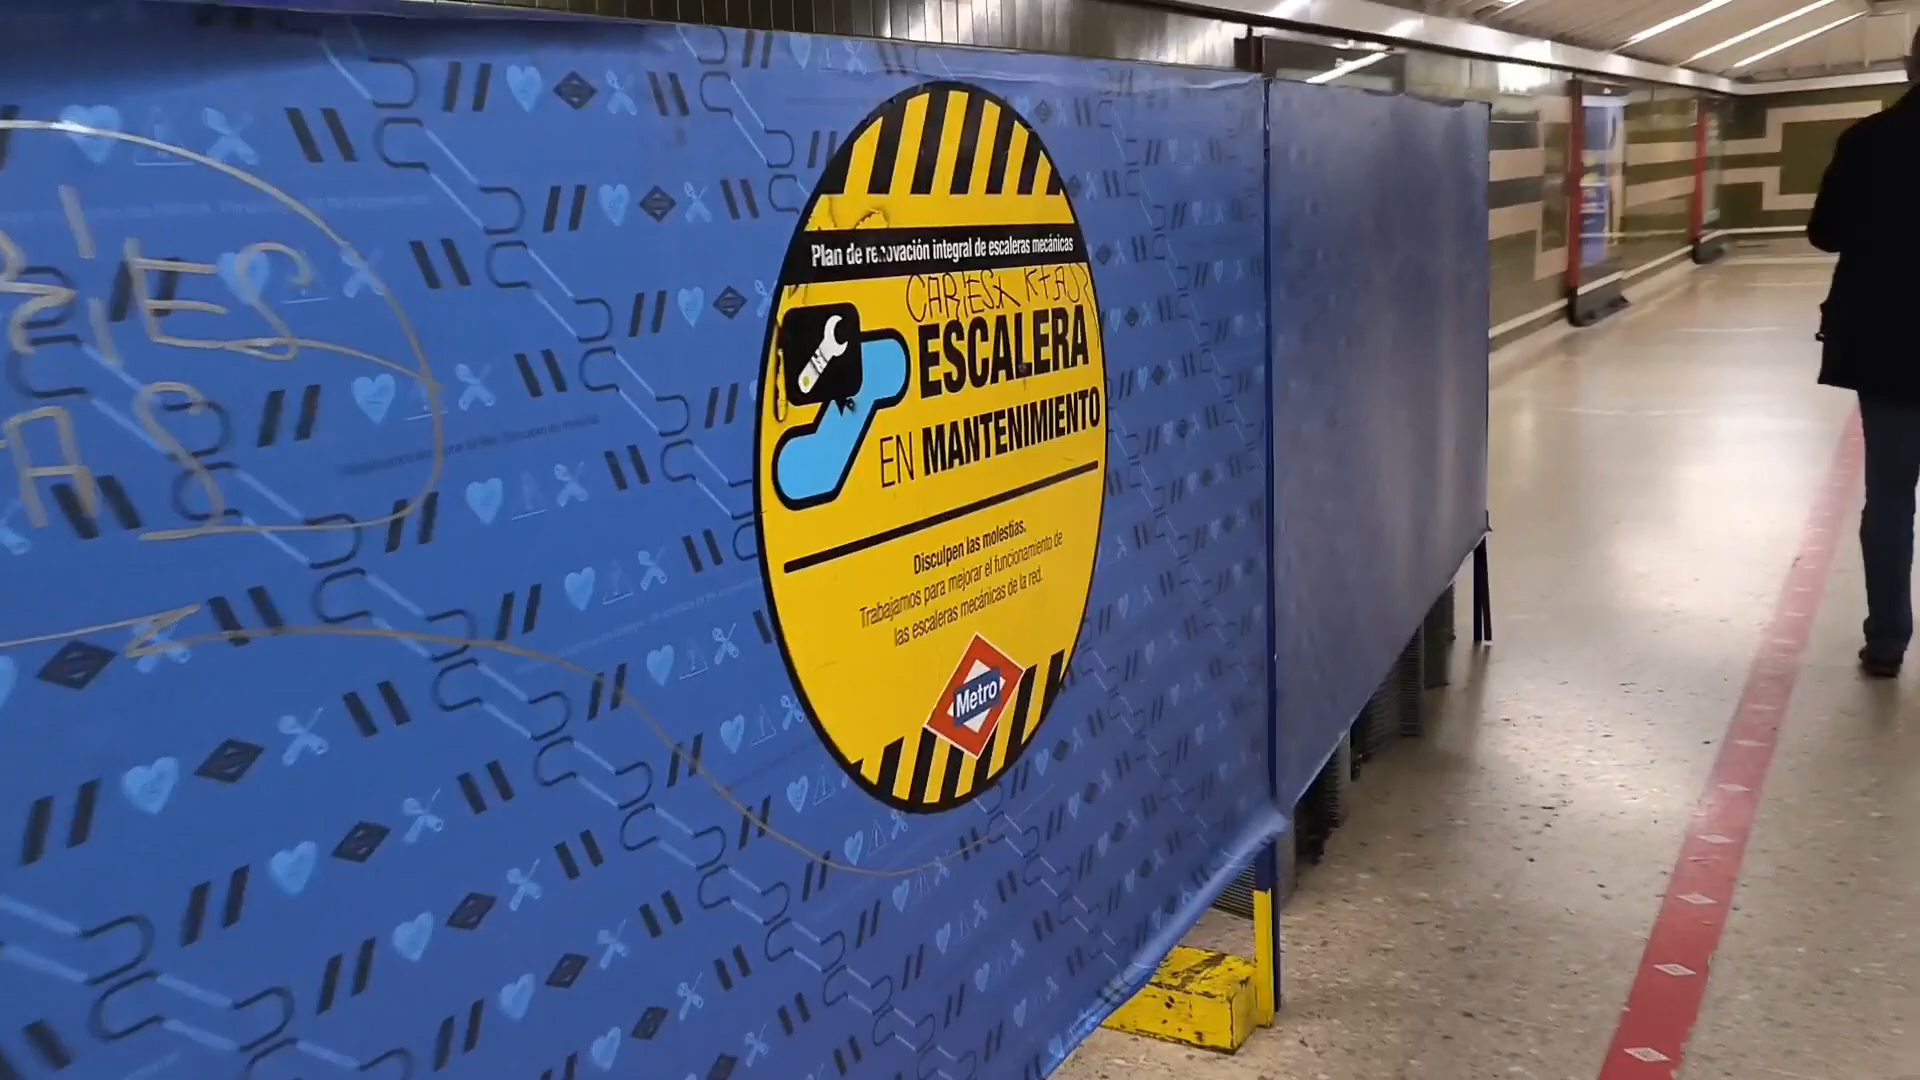 Plan de renovación integral de escaleras mecánicas
ESCALERA
EN MANTENIMIENTO
Disculpen las molestias.
Trabajamos para mejorar el funcionamiento de
las escaleras mecánicas de la red.
Metro